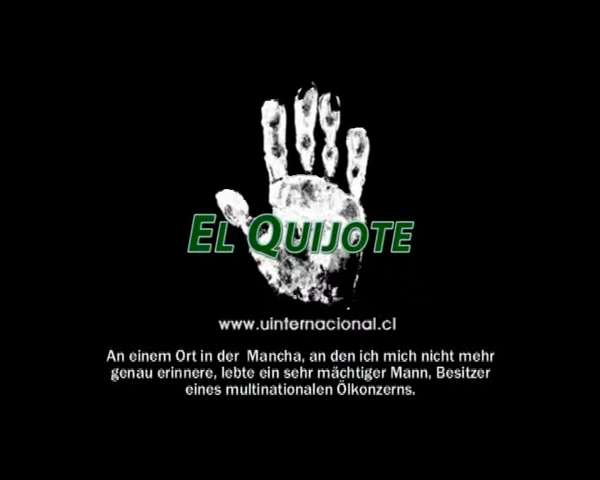 EL QUIJOTE
www.uinternacional.cl
An einem Ort in der Mancha, an den ich mich nicht mehr
genau erinnere, lebte ein sehr mächtiger Mann, Besitzer
eines multinationalen Ölkonzerns.